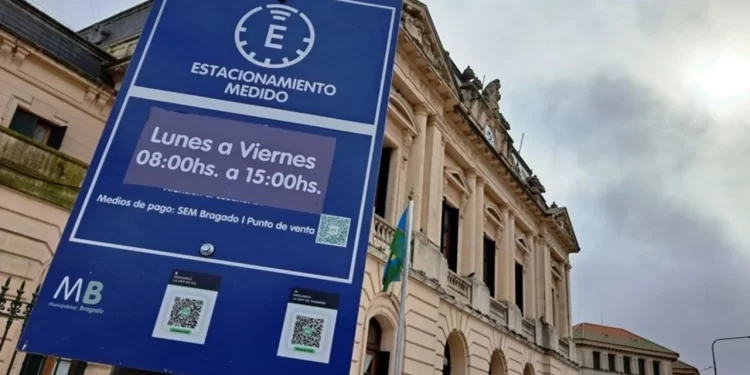 E
ESTACIONAMIENTO
MEDIDO
Lunes a Viernes
08:00hs. a 15:00hs.
Medios de pago: SEM Bragado | Punto de venta
MB
Municipalidad, Bragado